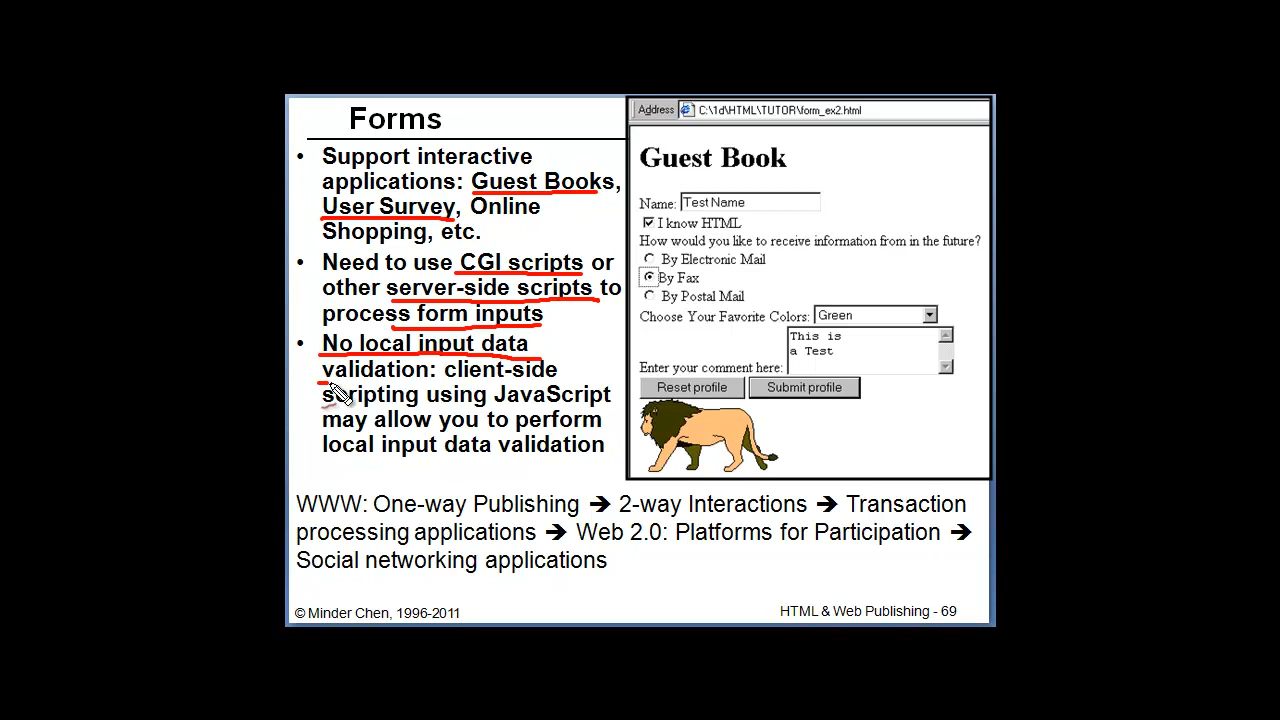 Forms
• Support interactive
applications: Guest Books,
User Survey, Online
Shopping, etc.
• Need to use CGI scripts or
other server-side scripts to
process form inputs
• No local input data
validation: client-side
scripting using JavaScript
may allow you to perform
local input data validation
Address C:\1d\HTML\TUTOR\form_ex2.html
Guest Book
Name: Test Name
I know HTML
How would you like to receive information from in the future?
By Electronic Mail
By Fax
By Postal Mail
Choose Your Favorite Colors: Green
This is
a Test
Enter your comment here:
Reset profile Submit profile
WWW: One-way Publishing ➔ 2-way Interactions ➔ Transaction
processing applications ➔ Web 2.0: Platforms for Participation ➔
Social networking applications
© Minder Chen, 1996-2011
HTML & Web Publishing - 69